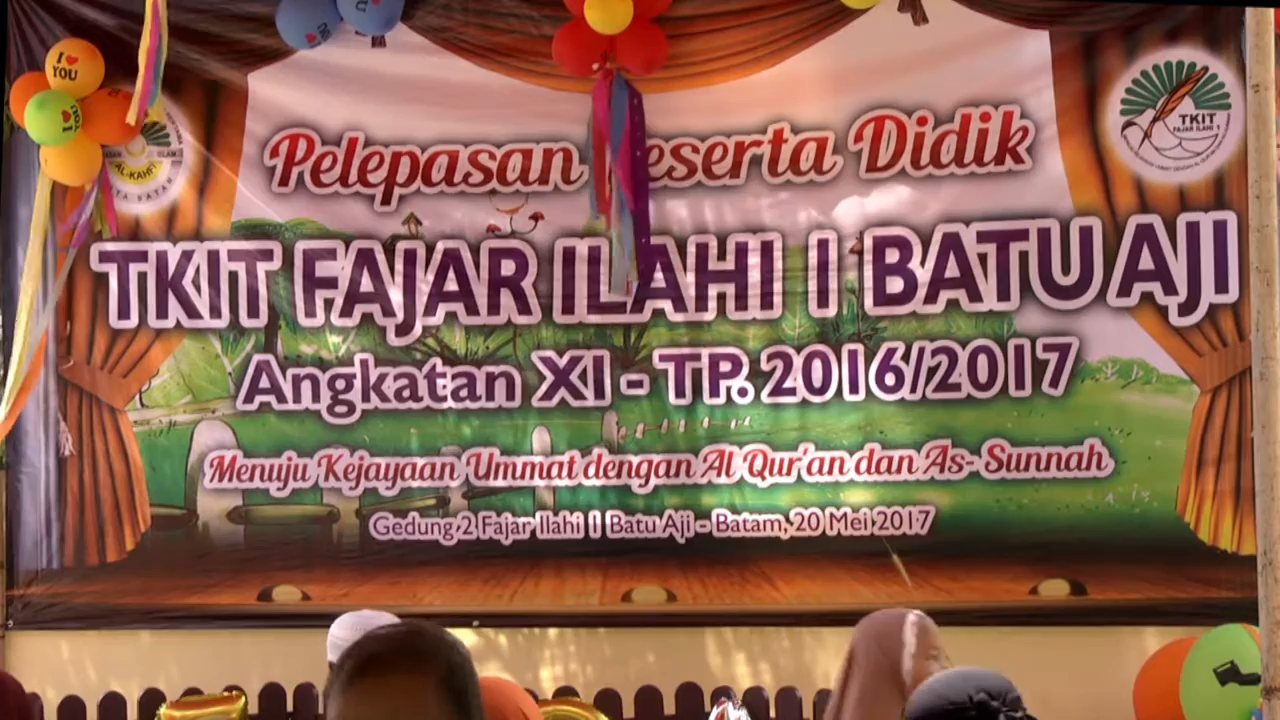 I ❤ YOU
Pelepasan Peserta Didik
TKIT FAJAR ILAHI I BATU AJI
Angkatan XI - TP. 2016/2017
Menuju Kejayaan Ummat dengan Al Qur'an dan As- Sunnah
Gedung 2 Fajar Ilahi I Batu Aji - Batam, 20 Mei 2017
AL-KAHFI
TKIT
FAJAR ILAHI 1